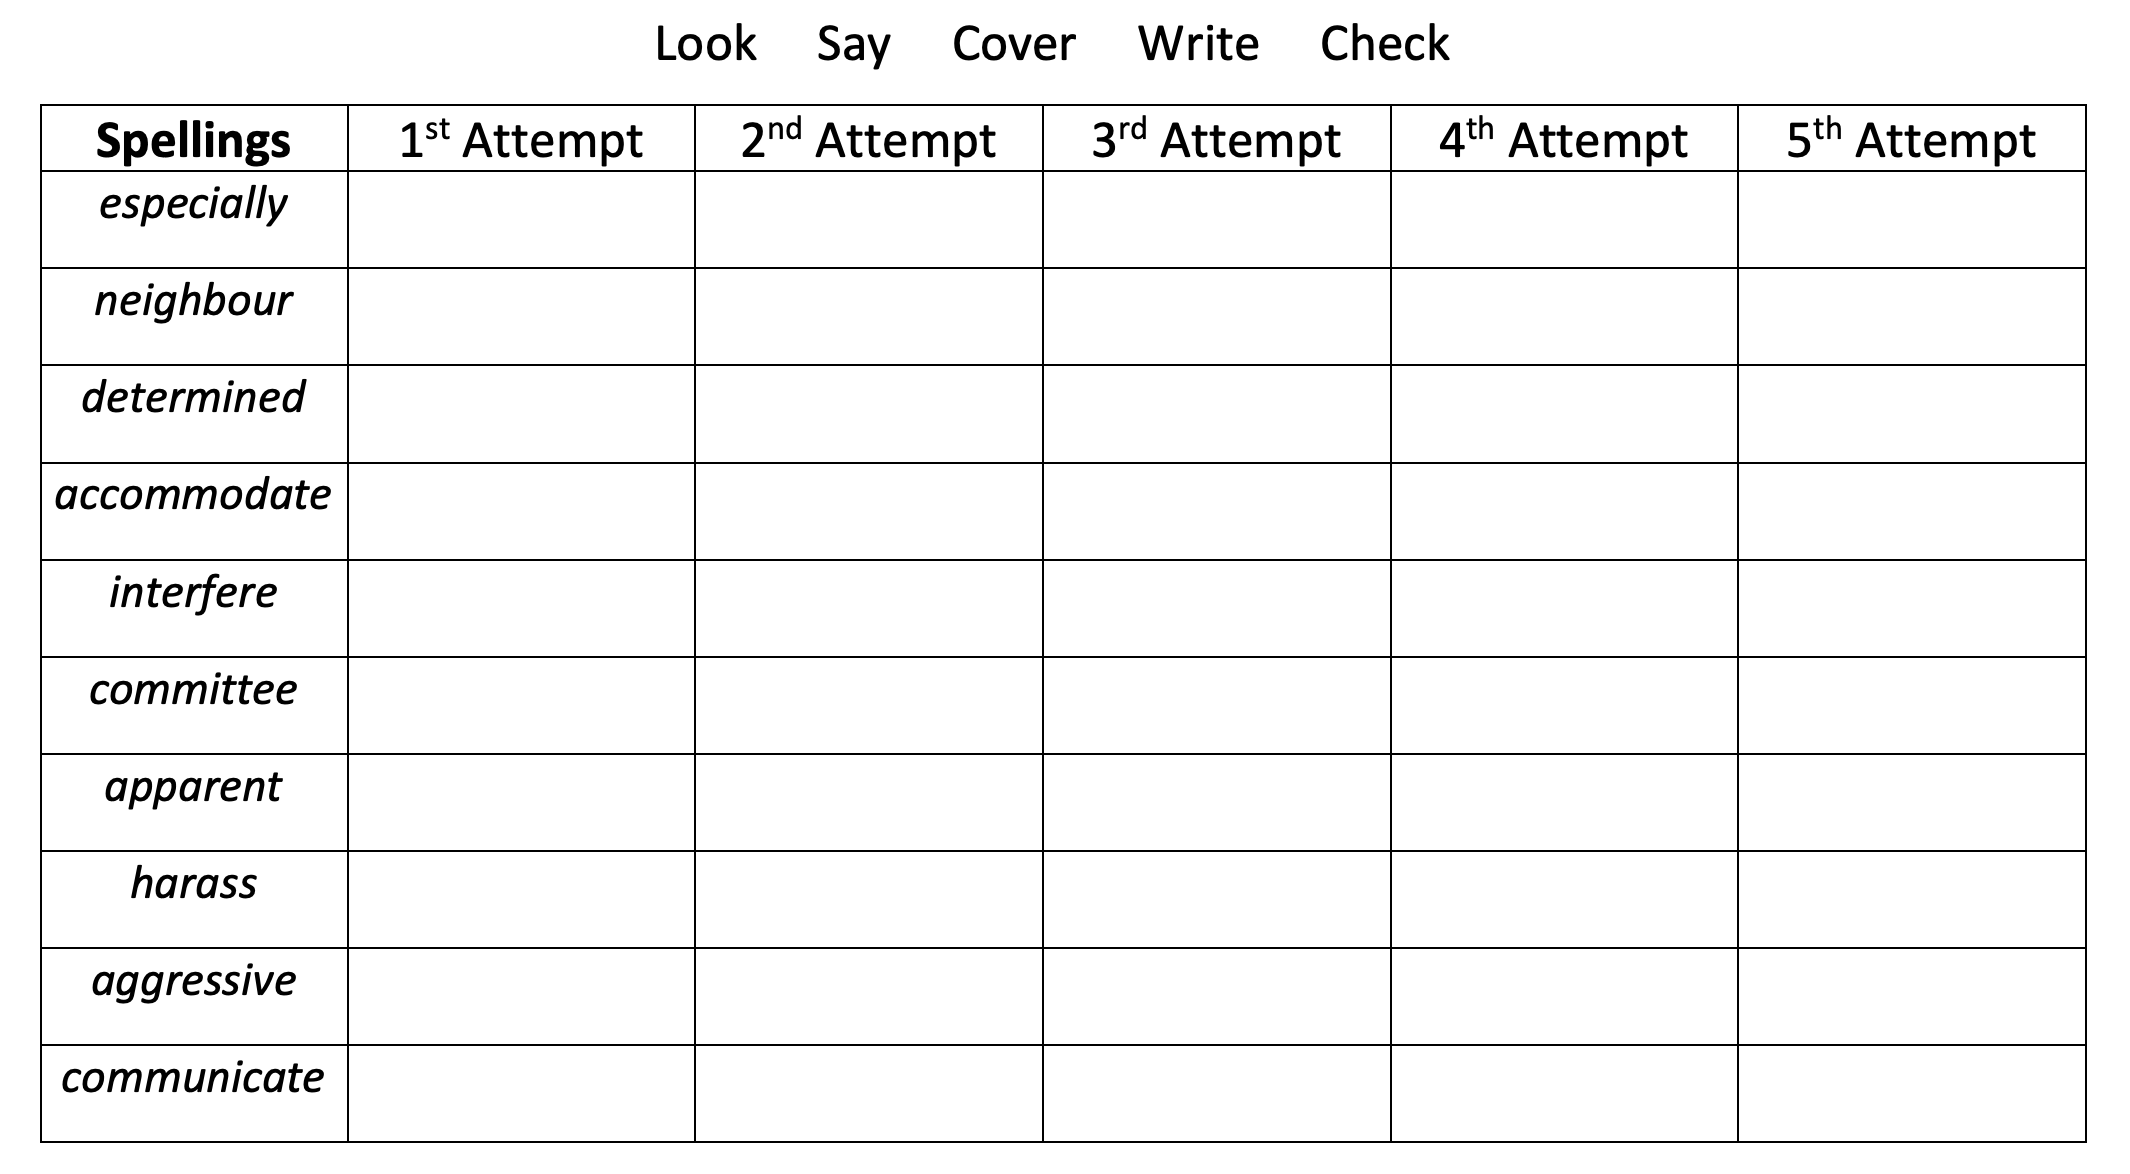 Look Say Cover Write Check
Spellings 1st Attempt 2nd Attempt 3rd Attempt 4th Attempt 5th Attempt
especially
neighbour
determined
accommodate
interfere
committee
apparent
harass
aggressive
communicate